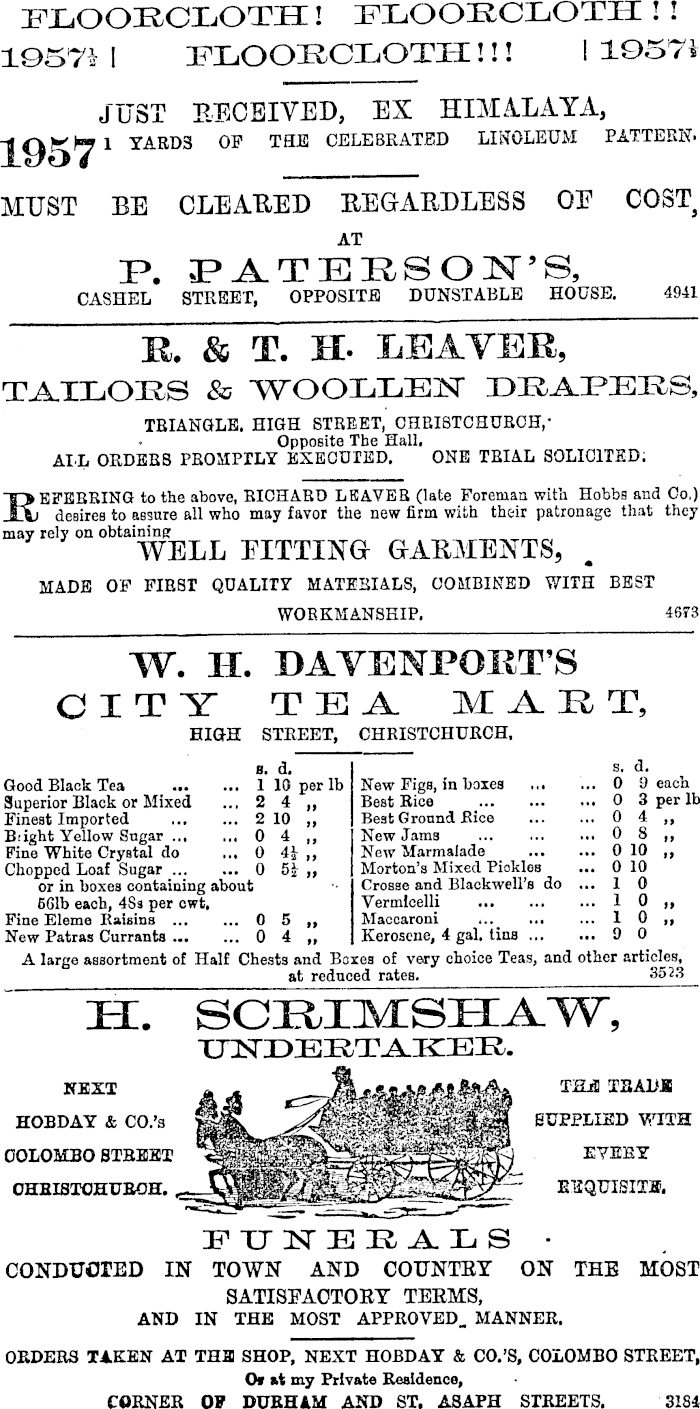 FLOORCLOTH! FLOORCLOTH!!
1957½ | FLOORCLOTH!!! | 1957½
JUST RECEIVED, EX HIMALAYA,
1957 1 YARDS OF THE CELEBRATED LINOLEUM PATTERN.
MUST BE CLEARED REGARDLESS OF COST,
AT
P. PATERSON'S,
CASHEL STREET, OPPOSITE DUNSTABLE HOUSE. 4941
R. & T. H. LEAVER,
TAILORS & WOOLLEN DRAPERS,
TRIANGLE. HIGH STREET, CHRISTCHURCH,
Opposite The Hall.
ALL ORDERS PROMPTLY EXECUTED. ONE TRIAL SOLICITED.
REFERRING to the above, RICHARD LEAVER (late Foreman with Hobbs and Co.)
desires to assure all who may favor the new firm with their patronage that they
may rely on obtaining
WELL FITTING GARMENTS,
MADE OF FIRST QUALITY MATERIALS, COMBINED WITH BEST
WORKMANSHIP. 4673
W. H. DAVENPORT'S
CITY TEA MART,
HIGH STREET, CHRISTCHURCH.
s. d.
Good Black Tea ... ... 1 10 per lb
Superior Black or Mixed ... 2 4 „
Finest Imported ... ... 2 10 „
Bright Yellow Sugar ... ... 0 4 „
Fine White Crystal do ... 0 4½ „
Chopped Loaf Sugar ... ... 0 5½ „
or in boxes containing about
56lb each, 48s per cwt.
Fine Eleme Raisins ... ... 0 5 „
New Patras Currants ... ... 0 4 „
s. d.
New Figs, in boxes ... ... 0 9 each
Best Rice ... ... ... 0 3 per lb
Best Ground Rice ... ... 0 4 „
New Jams ... ... ... 0 8 „
New Marmalade ... ... 0 10 „
Morton's Mixed Pickles ... 0 10
Crosse and Blackwell's do ... 1 0
Vermicelli ... ... ... 1 0 „
Maccaroni ... ... ... 1 0 „
Kerosene, 4 gal. tins ... ... 9 0
A large assortment of Half Chests and Boxes of very choice Teas, and other articles,
at reduced rates. 3523
H. SCRIMSHAW,
UNDERTAKER.
NEXT
HOBDAY & CO.'s
COLOMBO STREET
CHRISTCHURCH.
THE TRADE
SUPPLIED WITH
EVERY
REQUISITE.
FUNERALS
CONDUCTED IN TOWN AND COUNTRY ON THE MOST
SATISFACTORY TERMS,
AND IN THE MOST APPROVED MANNER.
ORDERS TAKEN AT THE SHOP, NEXT HOBDAY & CO.'S, COLOMBO STREET,
Or at my Private Residence,
CORNER OF DURHAM AND ST. ASAPH STREETS. 3184